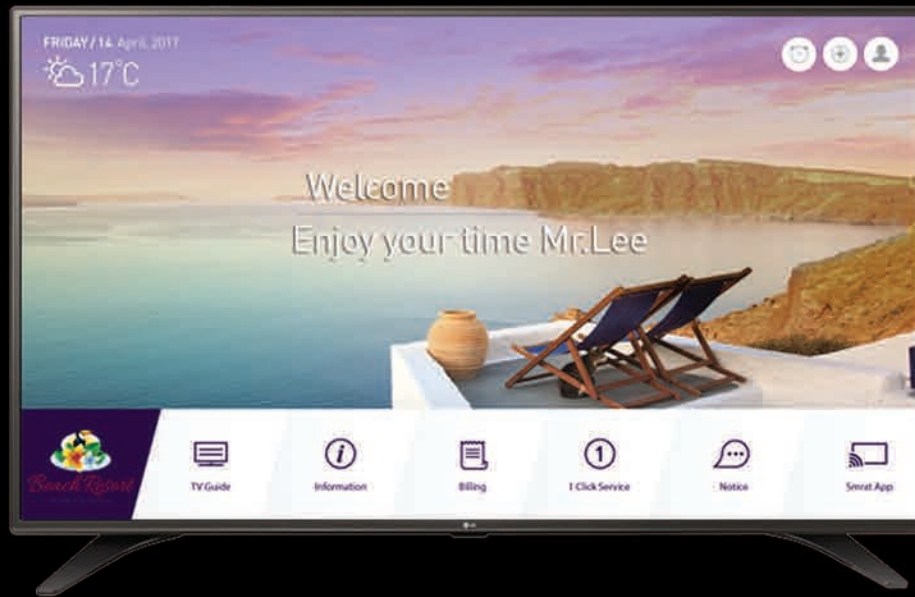 FRIDAY / 14 April, 2017
17°C
Welcome
Enjoy your time Mr.Lee
Beach Resort
TV Guide
Information
Billing
1 Click Service
Notice
Smrat App
LG